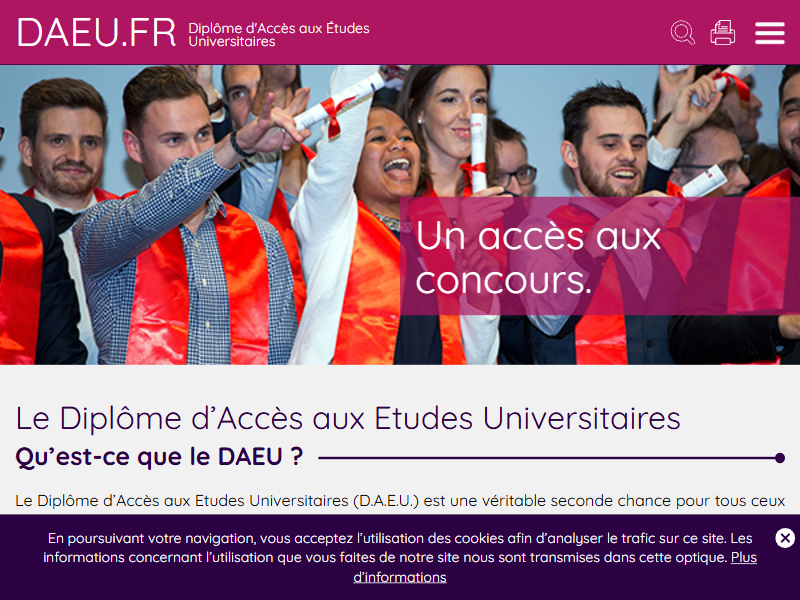 DAEU.FR
Diplôme d'Accès aux Études
Universitaires
Un accès aux
concours.
Le Diplôme d’Accès aux Etudes Universitaires
Qu’est-ce que le DAEU ?
Le Diplôme d’Accès aux Etudes Universitaires (D.A.E.U.) est une véritable seconde chance pour tous ceux
En poursuivant votre navigation, vous acceptez l’utilisation des cookies afin d’analyser le trafic sur ce site. Les
informations concernant l’utilisation que vous faites de notre site nous sont transmises dans cette optique. Plus
d’informations